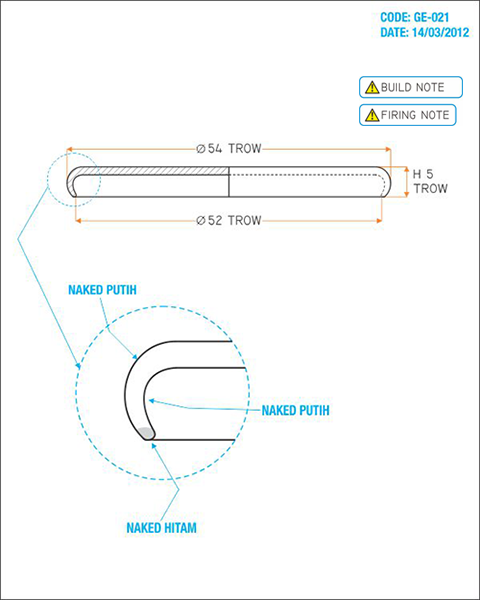 CODE: GE-021
DATE: 14/03/2012
BUILD NOTE
FIRING NOTE
Ø 54 TROW
H 5
TROW
Ø 52 TROW
NAKED PUTIH
NAKED PUTIH
NAKED HITAM